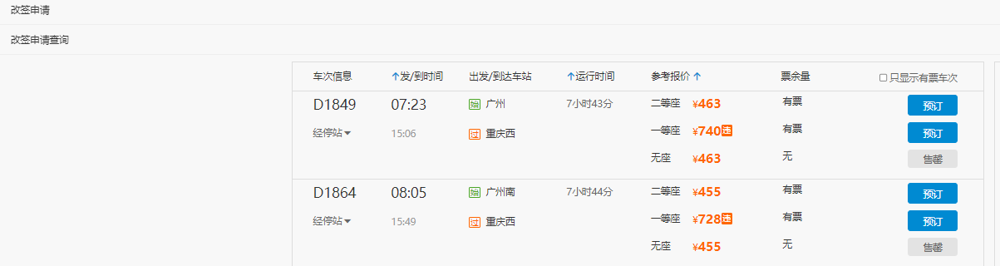 改签申请
改签申请查询
车次信息 ↑发/到时间 出发/到达车站 ↑运行时间 参考报价 ↑ 票余量 只显示有票车次
D1849 07:23 始 广州 7小时43分 二等座 ¥463 有票 预订
经停站 15:06 过 重庆西 一等座 ¥740 违 有票 预订
无座 ¥463 无 售罄
D1864 08:05 始 广州南 7小时44分 二等座 ¥455 有票 预订
经停站 15:49 过 重庆西 一等座 ¥728 违 有票 预订
无座 ¥455 无 售罄